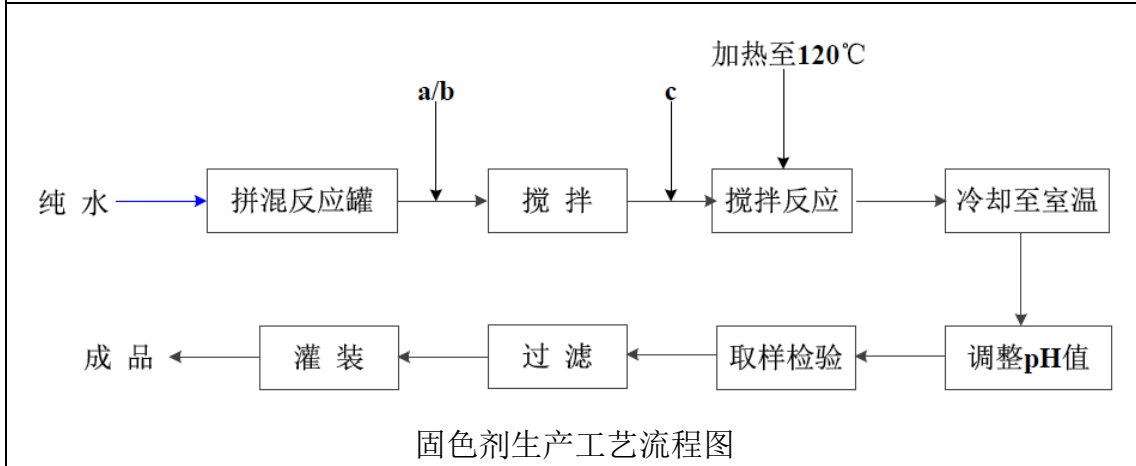 加热至120℃
a/b
c
纯 水
拼混反应罐
搅 拌
搅拌反应
冷却至室温
成 品
灌 装
过 滤
取样检验
调整pH值
固色剂生产工艺流程图